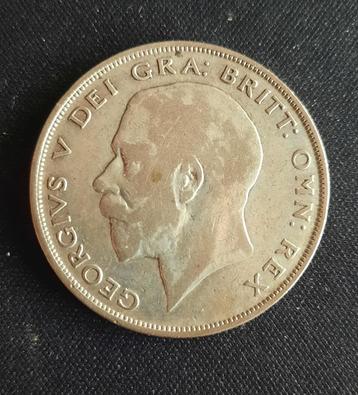 GEORGIVS V DEI GRA: BRITT: OMN: REX